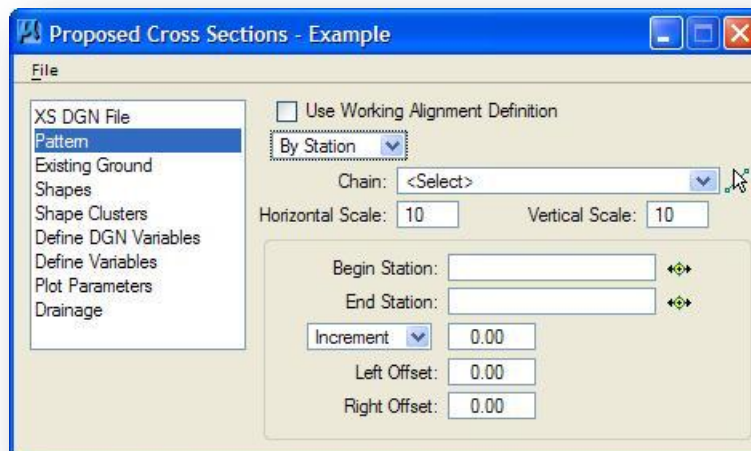 Proposed Cross Sections - Example
File
XS DGN File
Pattern
Existing Ground
Shapes
Shape Clusters
Define DGN Variables
Define Variables
Plot Parameters
Drainage
Use Working Alignment Definition
By Station
Chain: <Select>
Horizontal Scale: 10 Vertical Scale: 10
Begin Station:
End Station:
Increment 0.00
Left Offset: 0.00
Right Offset: 0.00